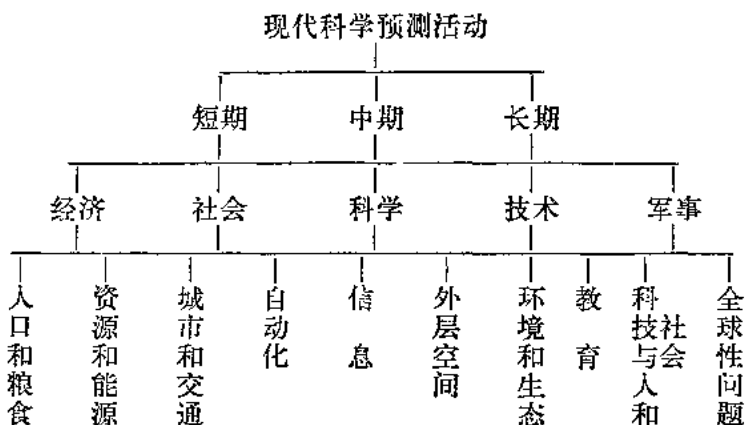 现代科学预测活动
短期 中期 长期
经济 社会 科学 技术 军事
人口和粮食
资源和能源
城市和交通
自动化
信息
外层空间
环境和生态
教育
科技与人和
社会
全球性问题